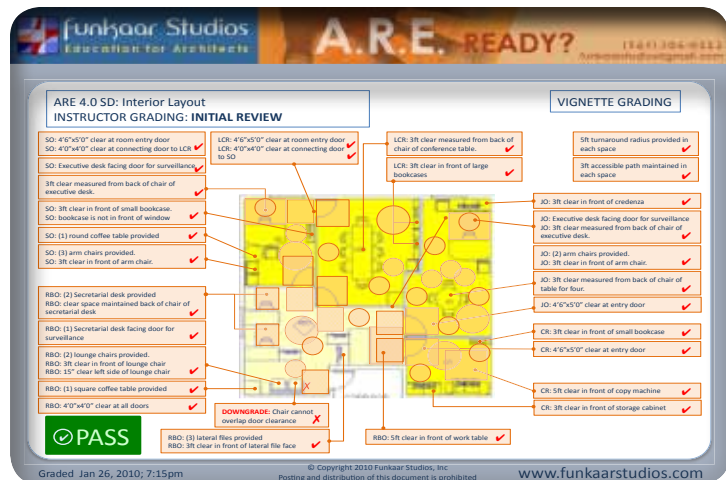 Funkaar Studios
Education for Architects
A.R.E. READY?
ARE 4.0 SD: Interior Layout
INSTRUCTOR GRADING: INITIAL REVIEW
VIGNETTE GRADING
SO: 4'6"x5'0" clear at room entry door
SO: 4'0"x4'0" clear at connecting door to LCR
SO: Executive desk facing door for surveillance
3ft clear measured from back of chair of
executive desk.
SO: 3ft clear in front of small bookcase.
SO: bookcase is not in front of window
SO: (1) round coffee table provided
SO: (3) arm chairs provided.
SO: 3ft clear in front of arm chair.
RBO: (2) Secretarial desk provided
RBO: clear space maintained back of chair of
secretarial desk
RBO: (1) Secretarial desk facing door for
surveillance
RBO: (2) lounge chairs provided.
RBO: 3ft clear in front of lounge chair
RBO: 15" clear left side of lounge chair
RBO: (1) square coffee table provided
RBO: 4'0"x4'0" clear at all doors
LCR: 4'6"x5'0" clear at room entry door
LCR: 4'0"x4'0" clear at connecting door
to SO
LCR: 3ft clear measured from back of
chair of conference table.
LCR: 3ft clear in front of large
bookcases
5ft turnaround radius provided in
each space
3ft accessible path maintained in
each space
JO: 3ft clear in front of credenza
JO: Executive desk facing door for surveillance
JO: 3ft clear measured from back of chair of
executive desk.
JO: (2) arm chairs provided.
JO: 3ft clear in front of arm chair.
JO: 3ft clear measured from back of chair of
table for four.
JO: 4'6"x5'0" clear at entry door
CR: 3ft clear in front of small bookcase
CR: 4'6"x5'0" clear at entry door
CR: 5ft clear in front of copy machine
CR: 3ft clear in front of storage cabinet
DOWNGRADE: Chair cannot
overlap door clearance
RBO: (3) lateral files provided
RBO: 3ft clear in front of lateral file face
RBO: 5ft clear in front of work table
PASS
Graded Jan 26, 2010; 7:15pm
© Copyright 2010 Funkaar Studios, Inc
Posting and distribution of this document is prohibited
www.funkaarstudios.com